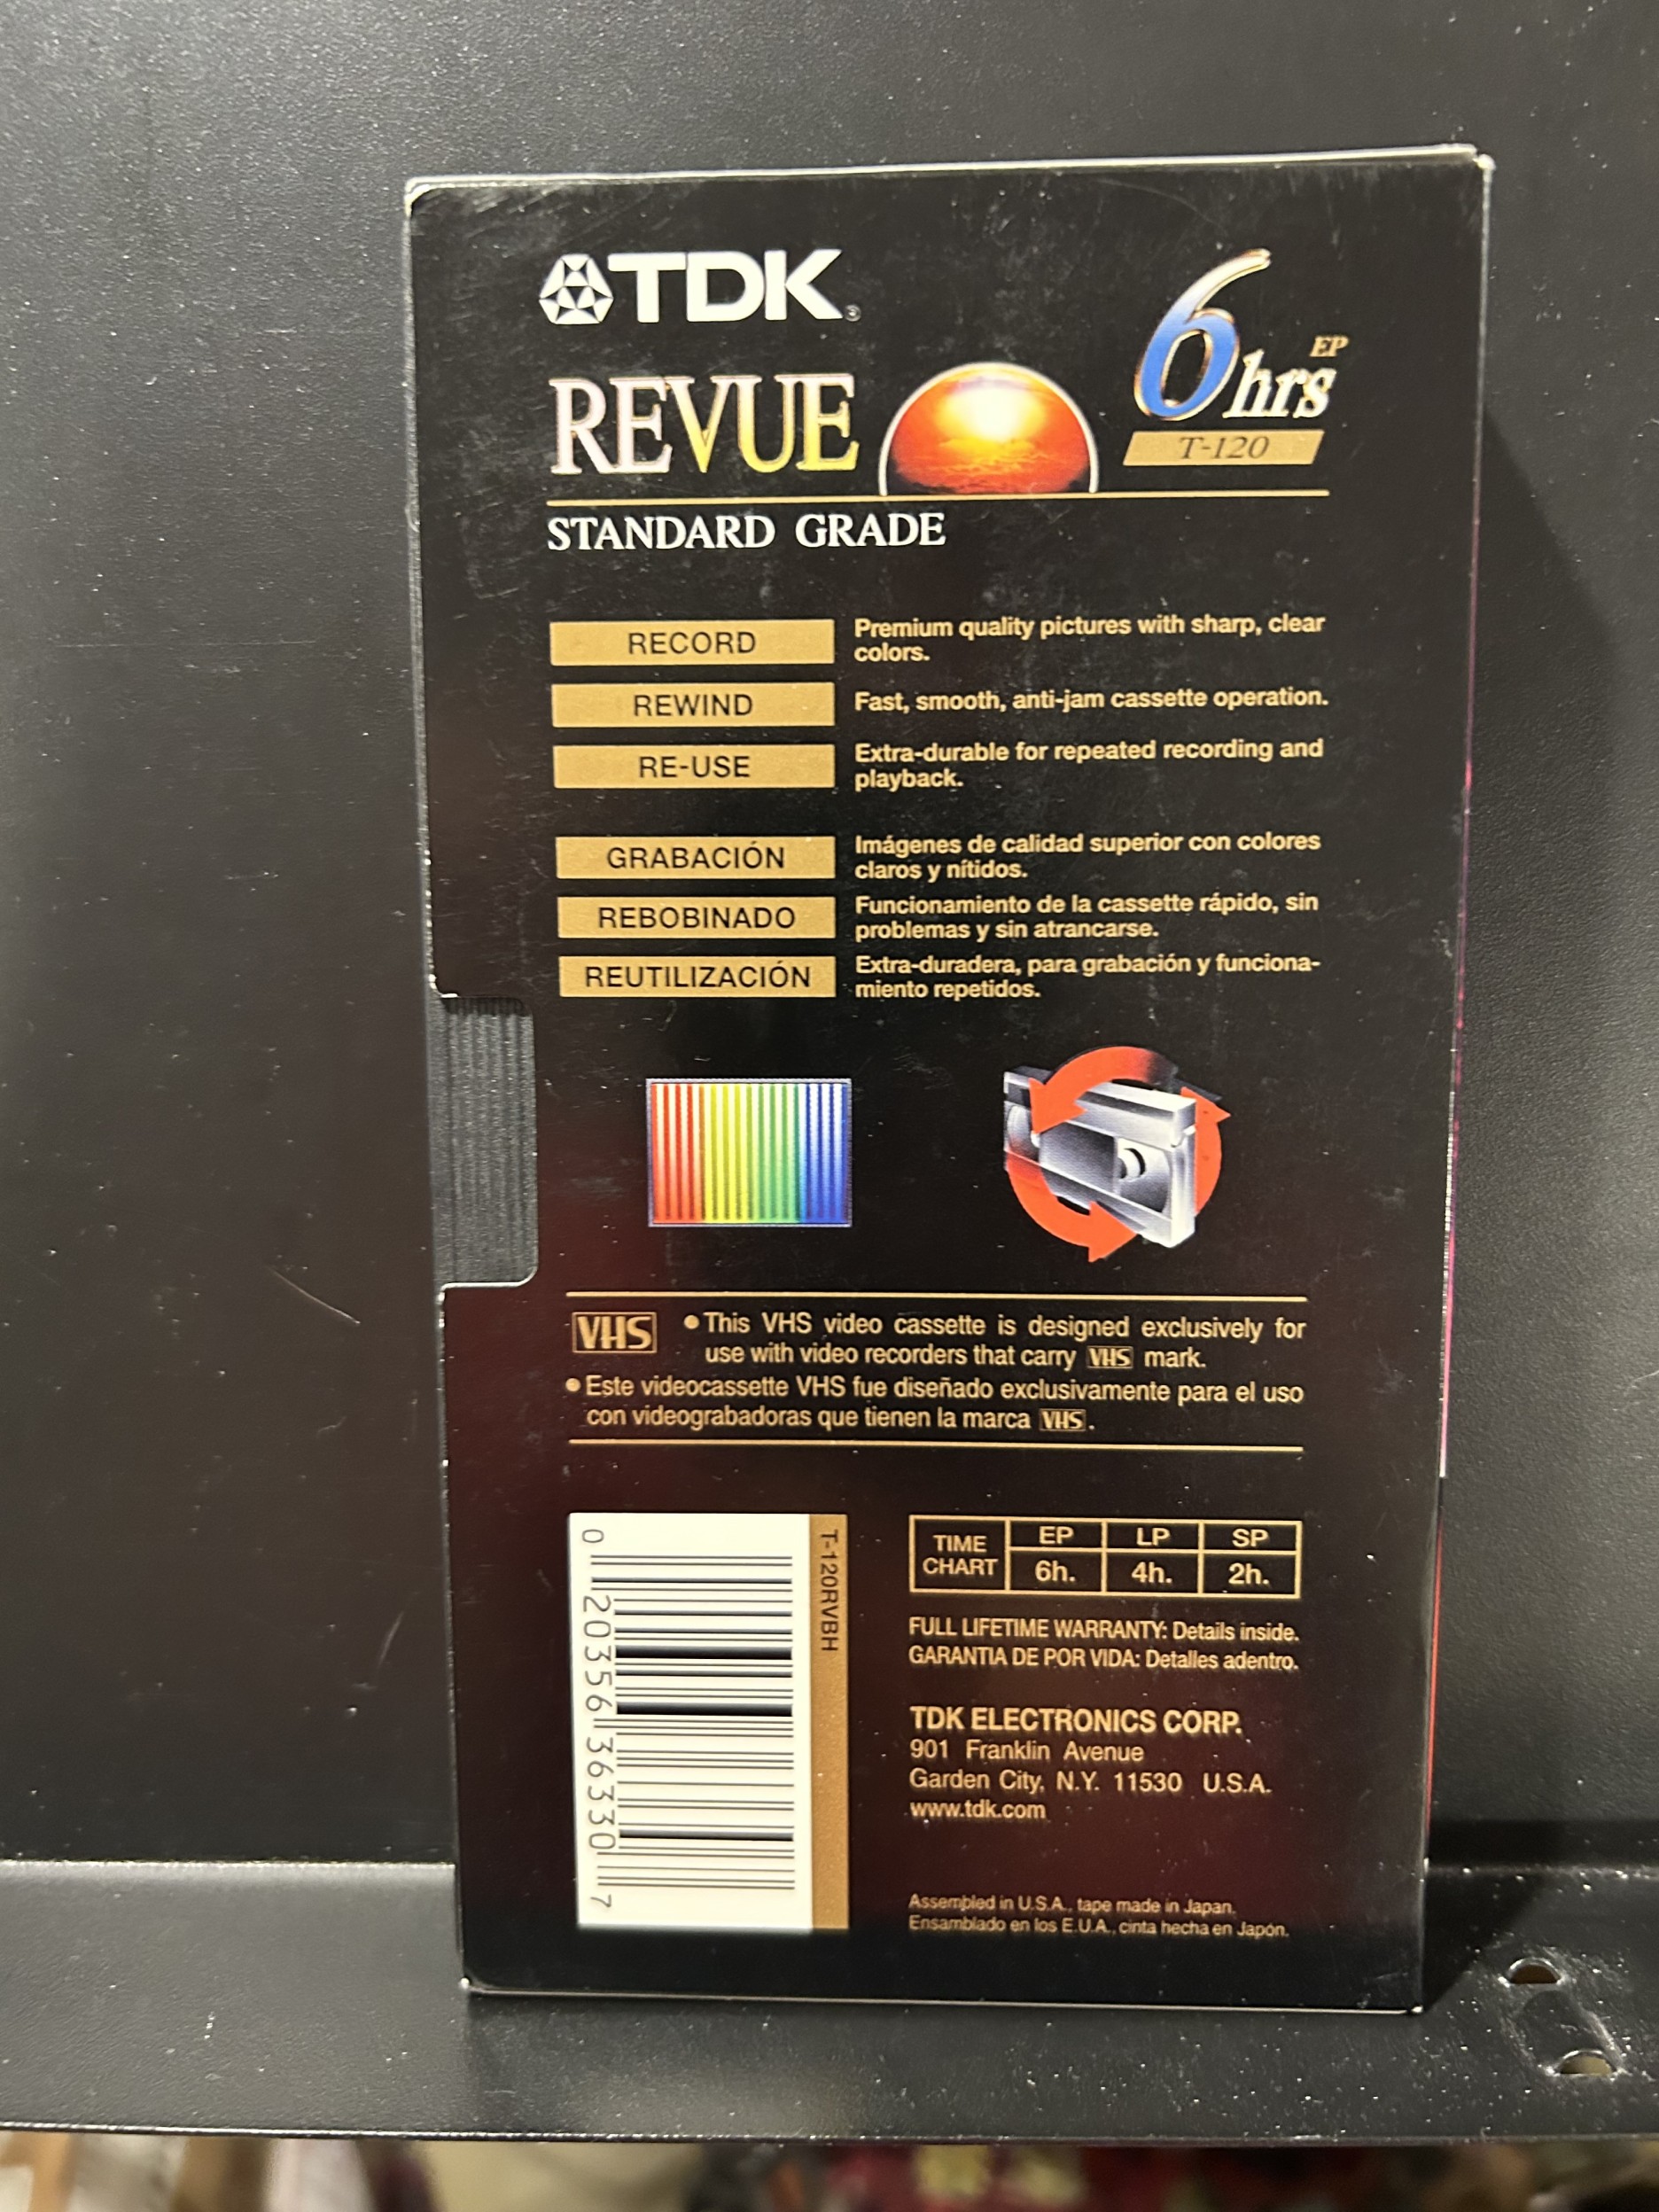 TDK®
REVUE
6 hrs EP
T-120
STANDARD GRADE
RECORD
Premium quality pictures with sharp, clear
colors.
REWIND
Fast, smooth, anti-jam cassette operation.
RE-USE
Extra-durable for repeated recording and
playback.
GRABACIÓN
Imágenes de calidad superior con colores
claros y nítidos.
REBOBINADO
Funcionamiento de la cassette rápido, sin
problemas y sin atrancarse.
REUTILIZACIÓN
Extra-duradera, para grabación y funciona-
miento repetidos.
VHS
• This VHS video cassette is designed exclusively for
use with video recorders that carry VHS mark.
• Este videocassette VHS fue diseñado exclusivamente para el uso
con videograbadoras que tienen la marca VHS.
T-120RVBH
0 20356 36330 7
TIME CHART
EP LP SP
6h. 4h. 2h.
FULL LIFETIME WARRANTY: Details inside.
GARANTIA DE POR VIDA: Detalles adentro.
TDK ELECTRONICS CORP.
901 Franklin Avenue
Garden City, N.Y. 11530 U.S.A.
www.tdk.com
Assembled in U.S.A., tape made in Japan.
Ensamblado en los E.U.A., cinta hecha en Japón.